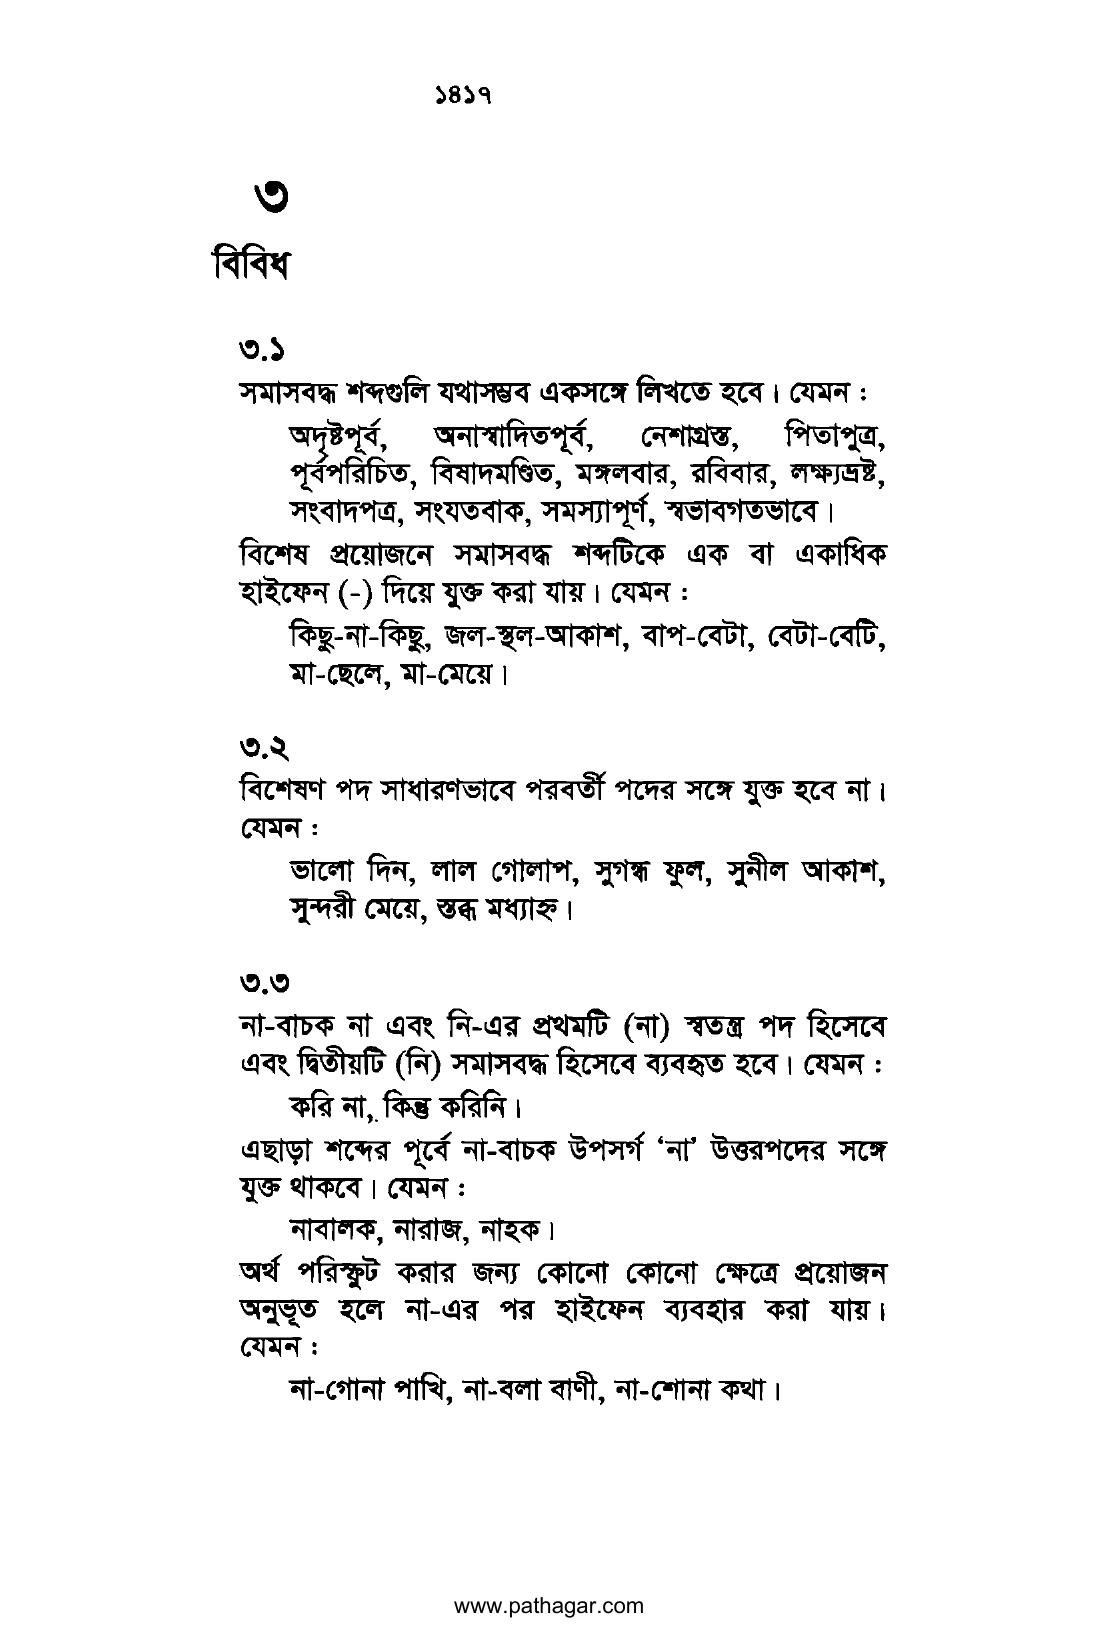 ১৪১৭
৩
বিবিধ
৩.১
সমাসবদ্ধ শব্দগুলি যথাসম্ভব একসঙ্গে লিখতে হবে। যেমন :
অদৃষ্টপূর্ব, অনাস্বাদিতপূর্ব, নেশাগ্রস্ত, পিতাপুত্র,
পূর্বপরিচিত, বিষাদমণ্ডিত, মঙ্গলবার, রবিবার, লক্ষ্যভ্রষ্ট,
সংবাদপত্র, সংযতবাক, সমস্যাপূর্ণ, স্বভাবগতভাবে।
বিশেষ প্রয়োজনে সমাসবদ্ধ শব্দটিকে এক বা একাধিক
হাইফেন (-) দিয়ে যুক্ত করা যায়। যেমন :
কিছু-না-কিছু, জল-স্থল-আকাশ, বাপ-বেটা, বেটা-বেটি,
মা-ছেলে, মা-মেয়ে।
৩.২
বিশেষণ পদ সাধারণভাবে পরবর্তী পদের সঙ্গে যুক্ত হবে না।
যেমন :
ভালো দিন, লাল গোলাপ, সুগন্ধ ফুল, সুনীল আকাশ,
সুন্দরী মেয়ে, স্তব্ধ মধ্যাহ্ন।
৩.৩
না-বাচক না এবং নি-এর প্রথমটি (না) স্বতন্ত্র পদ হিসেবে
এবং দ্বিতীয়টি (নি) সমাসবদ্ধ হিসেবে ব্যবহৃত হবে। যেমন :
করি না, কিন্তু করিনি।
এছাড়া শব্দের পূর্বে না-বাচক উপসর্গ ‘না’ উত্তরপদের সঙ্গে
যুক্ত থাকবে। যেমন :
নাবালক, নারাজ, নাহক।
অর্থ পরিস্ফুট করার জন্য কোনো কোনো ক্ষেত্রে প্রয়োজন
অনুভূত হলে না-এর পর হাইফেন ব্যবহার করা যায়।
যেমন :
না-গোনা পাখি, না-বলা বাণী, না-শোনা কথা।
www.pathagar.com